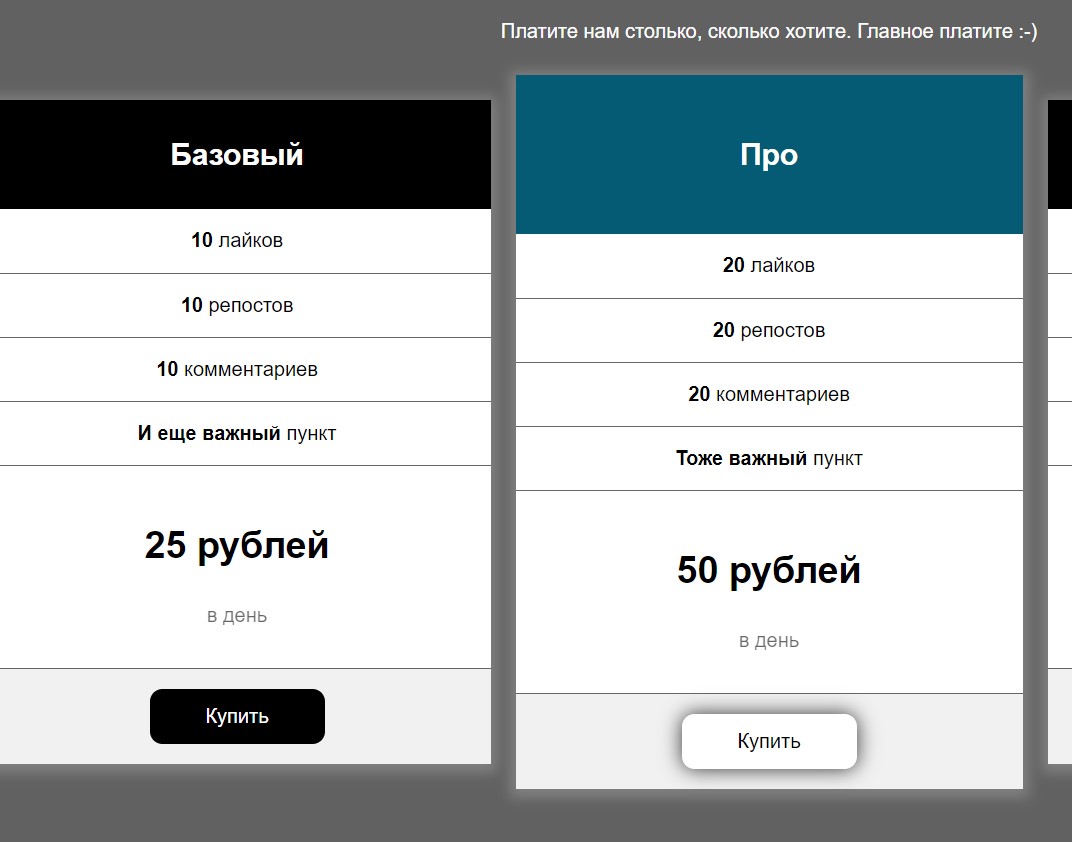 Платите нам столько, сколько хотите. Главное платите :-)
Базовый
10 лайков
10 репостов
10 комментариев
И еще важный пункт
25 рублей
в день
Купить
Про
20 лайков
20 репостов
20 комментариев
Тоже важный пункт
50 рублей
в день
Купить